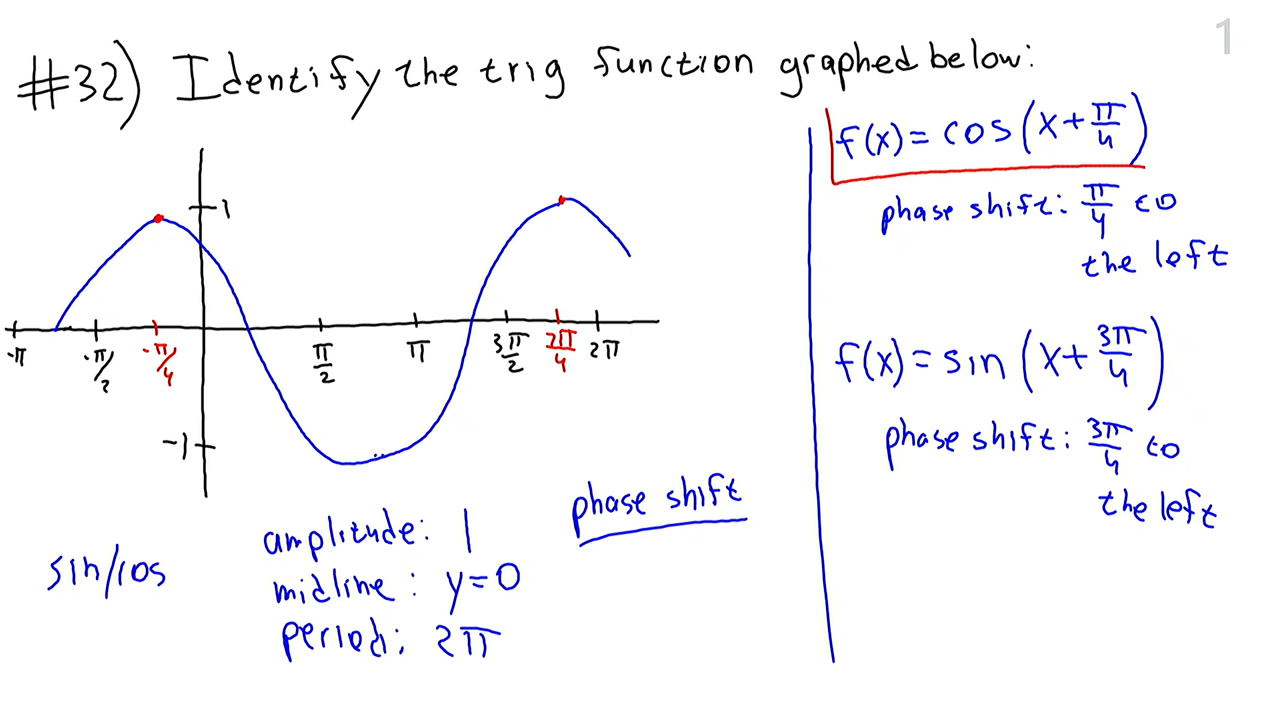 1
#32) Identify the trig function graphed below:
1
-π -π/2 -π/4 π/2 π 3π/2 2π/4 2π
-1
sin/cos
amplitude: 1
midline: y=0
period: 2π
phase shift
f(x)= cos(x+π/4)
phase shift: π/4 to
the left
f(x)= sin(x+3π/4)
phase shift: 3π/4 to
the left